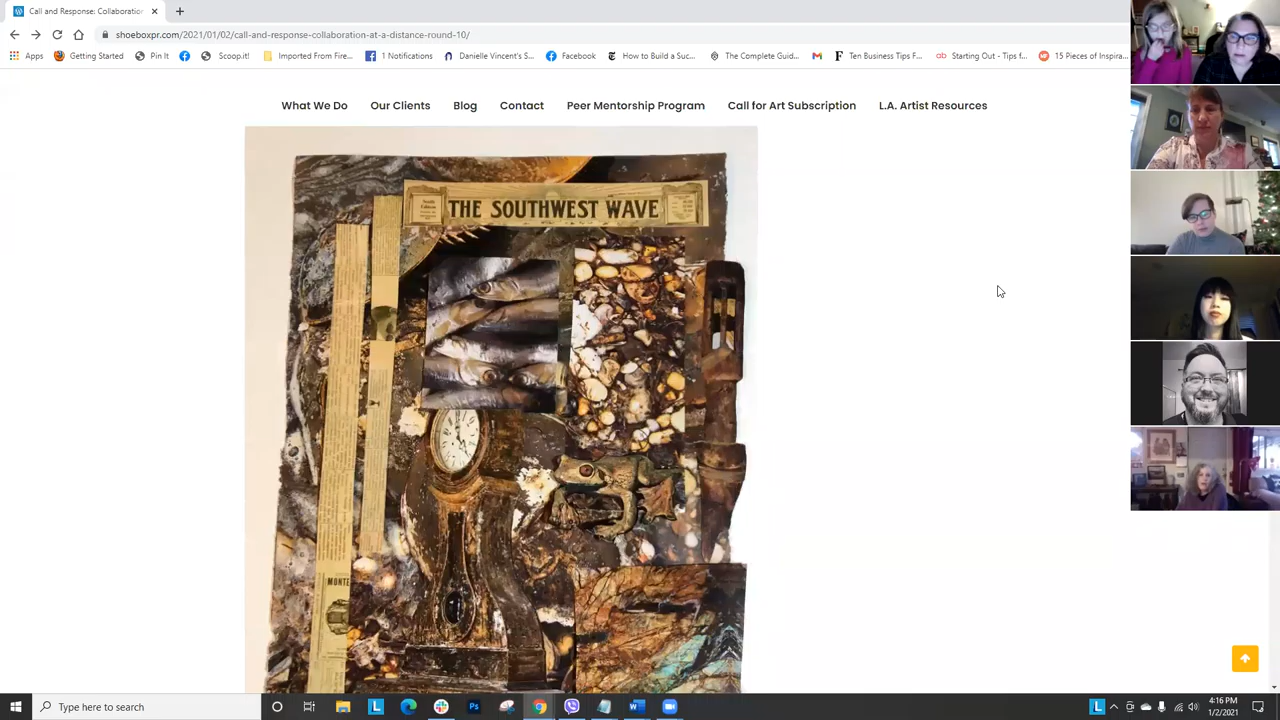 Call and Response: Collaboration
shoeboxpr.com/2021/01/02/call-and-response-collaboration-at-a-distance-round-10/
Apps Getting Started Pin It Scoop.it! Imported From Fire... 1 Notifications Danielle Vincent's S... Facebook How to Build a Suc... The Complete Guid... Ten Business Tips F... Starting Out - Tips f... 15 Pieces of Inspira...
What We Do Our Clients Blog Contact Peer Mentorship Program Call for Art Subscription L.A. Artist Resources
THE SOUTHWEST WAVE
MONTE
Type here to search
4:16 PM
1/2/2021